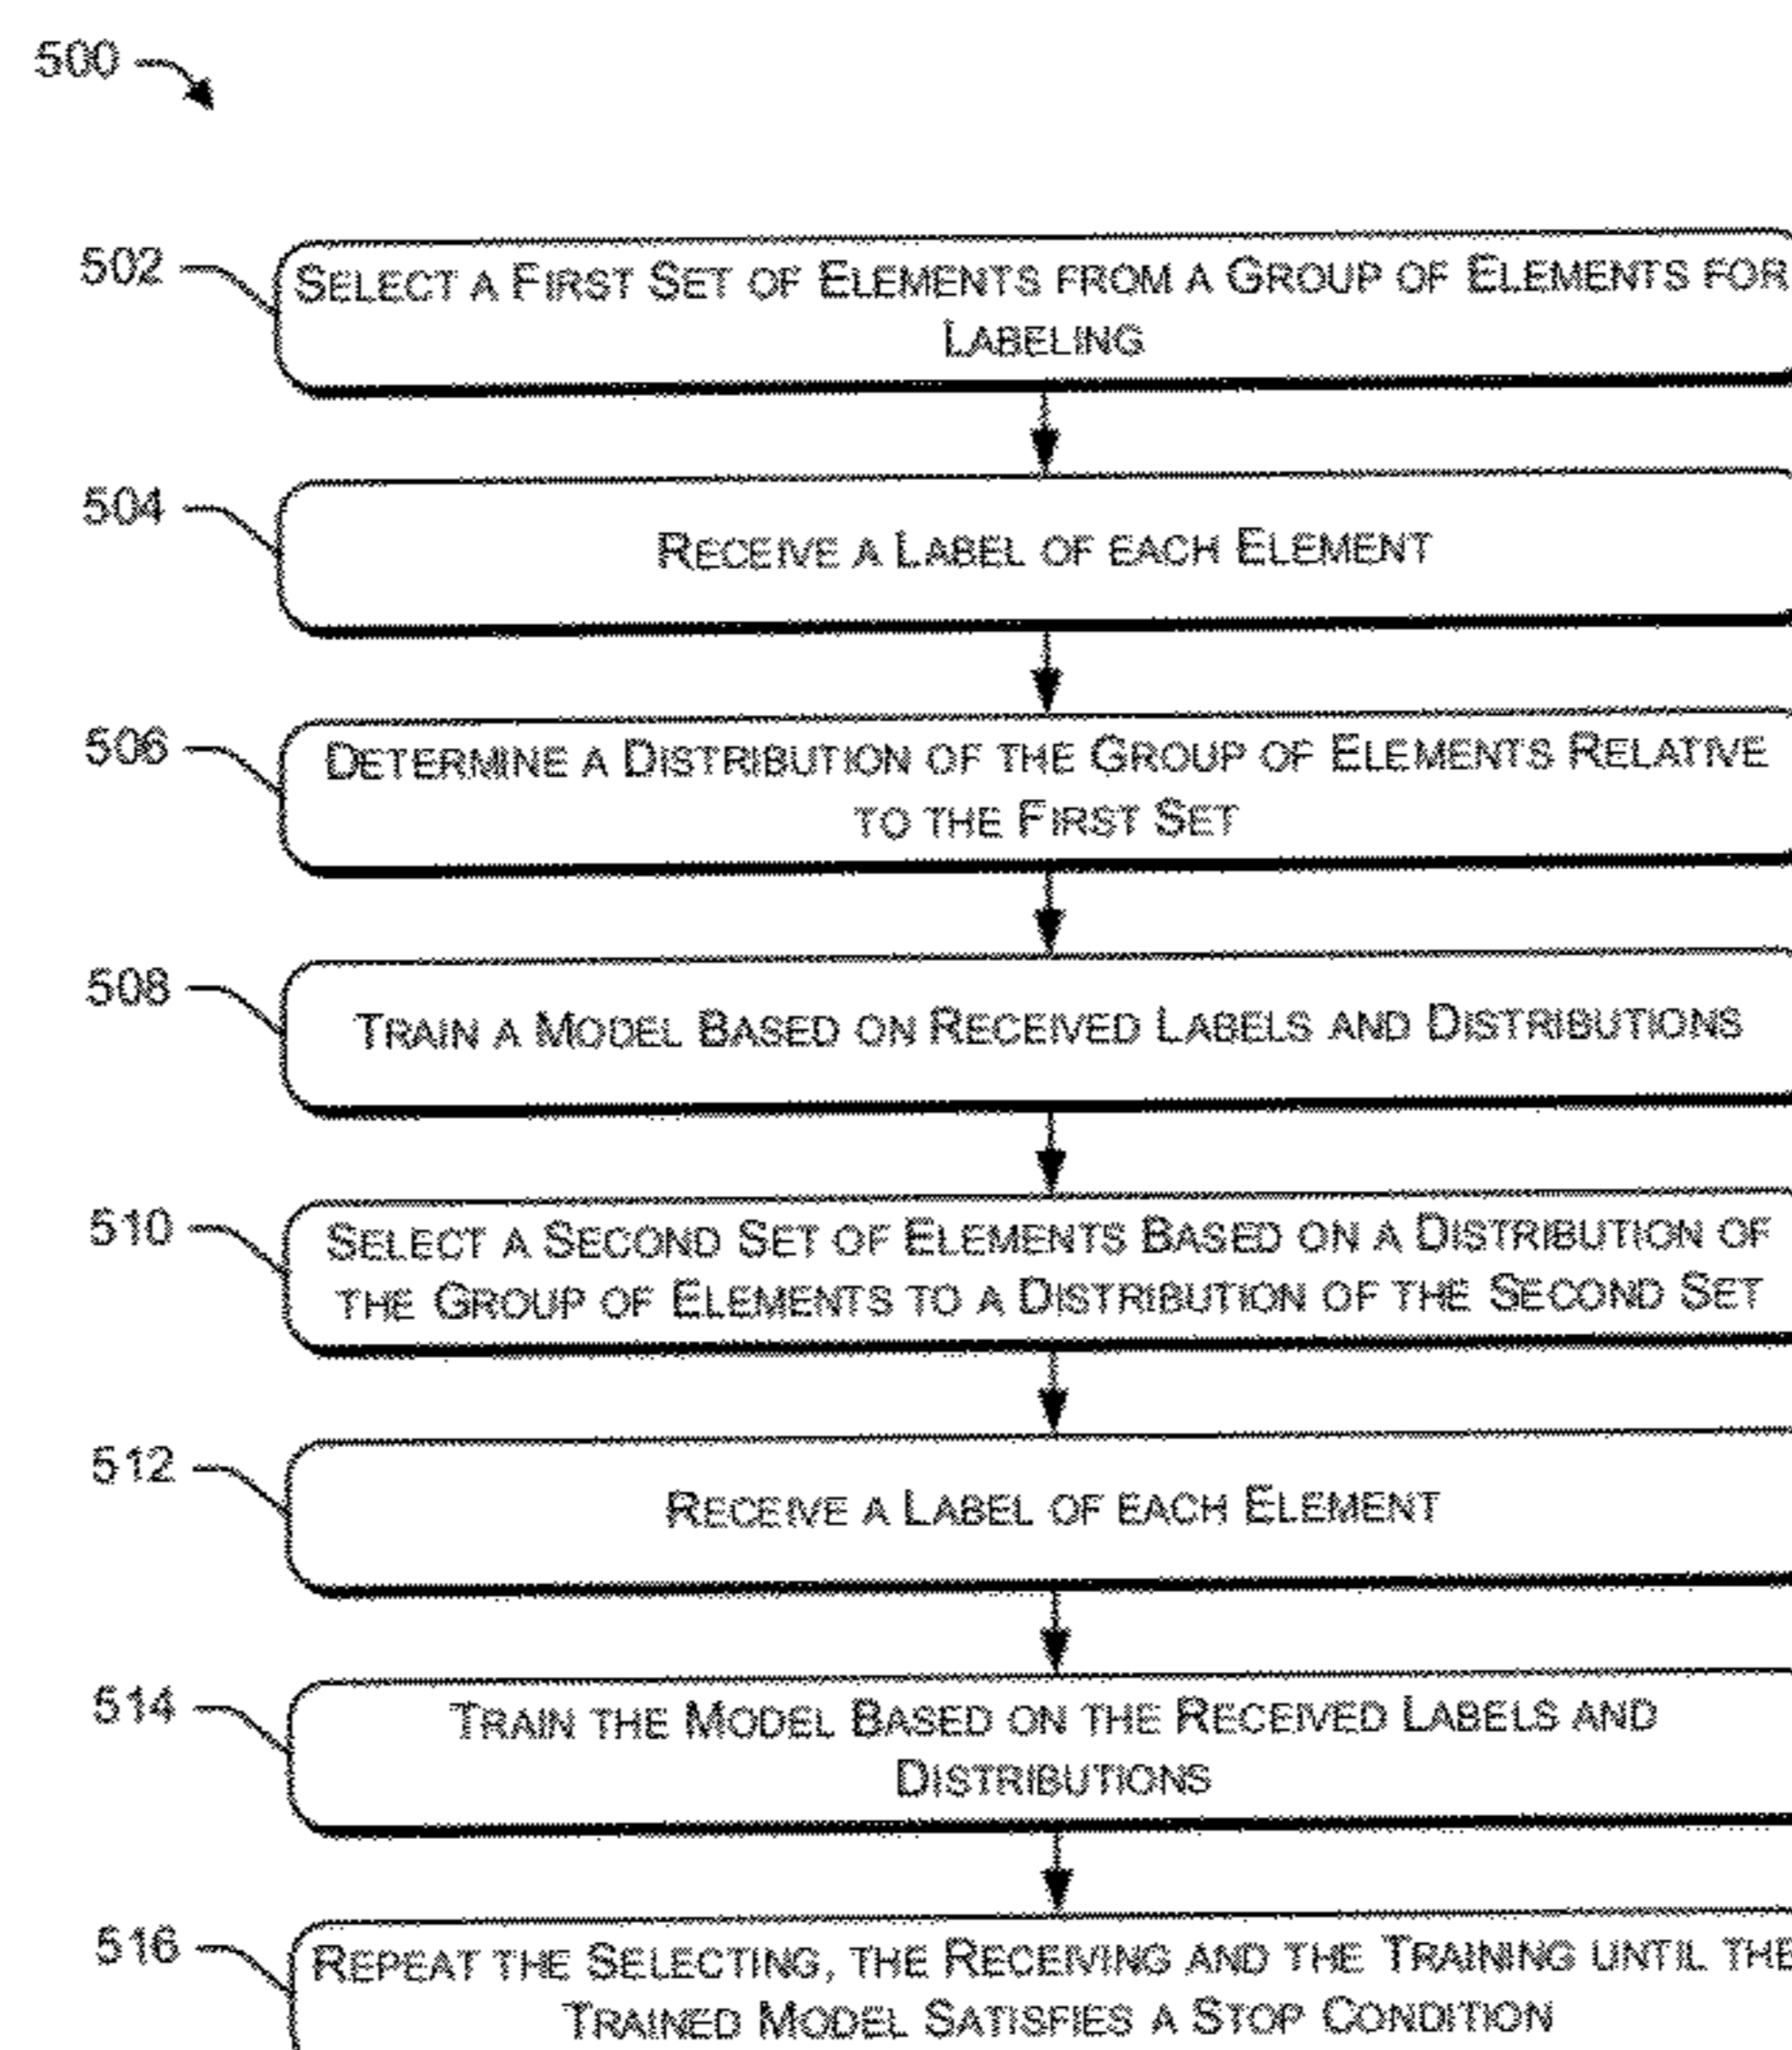 500
502
SELECT A FIRST SET OF ELEMENTS FROM A GROUP OF ELEMENTS FOR
LABELING
504
RECEIVE A LABEL OF EACH ELEMENT
506
DETERMINE A DISTRIBUTION OF THE GROUP OF ELEMENTS RELATIVE
TO THE FIRST SET
508
TRAIN A MODEL BASED ON RECEIVED LABELS AND DISTRIBUTIONS
510
SELECT A SECOND SET OF ELEMENTS BASED ON A DISTRIBUTION OF
THE GROUP OF ELEMENTS TO A DISTRIBUTION OF THE SECOND SET
512
RECEIVE A LABEL OF EACH ELEMENT
514
TRAIN THE MODEL BASED ON THE RECEIVED LABELS AND
DISTRIBUTIONS
516
REPEAT THE SELECTING, THE RECEIVING AND THE TRAINING UNTIL THE
TRAINED MODEL SATISFIES A STOP CONDITION